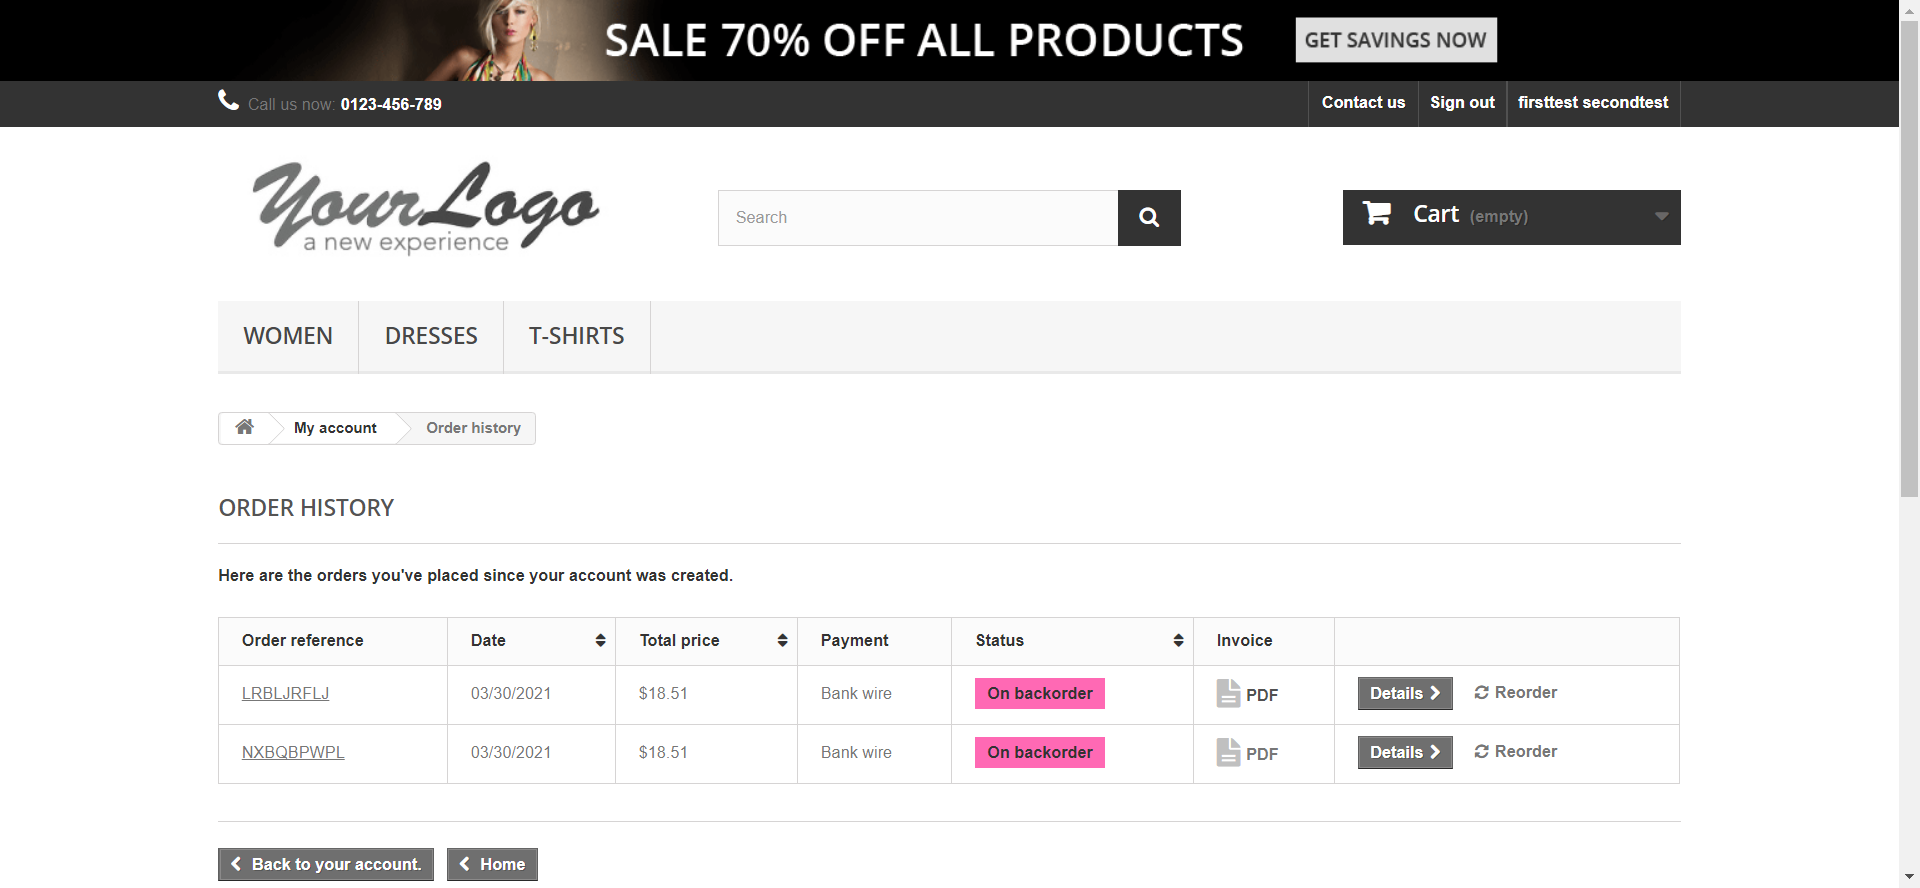 SALE 70% OFF ALL PRODUCTS GET SAVINGS NOW
Call us now: 0123-456-789 Contact us Sign out firsttest secondtest
YourLogo
a new experience
Search
Cart (empty)
WOMEN DRESSES T-SHIRTS
My account Order history
ORDER HISTORY
Here are the orders you've placed since your account was created.
Order reference Date Total price Payment Status Invoice
LRBLJRFLJ 03/30/2021 $18.51 Bank wire On backorder PDF Details Reorder
NXBQBPWPL 03/30/2021 $18.51 Bank wire On backorder PDF Details Reorder
Back to your account. Home